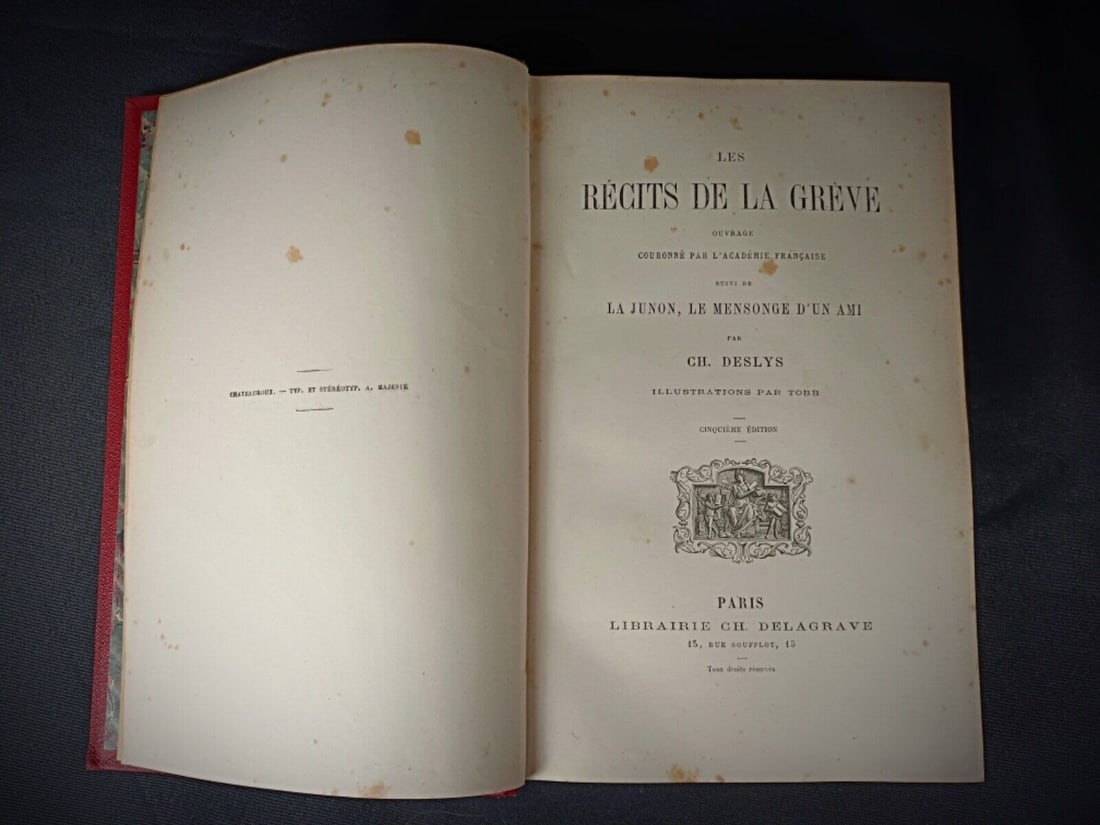 CHATEAUROUX. — TYP. ET STÉRÉOTYP. A. MAJESTÉ
LES
RÉCITS DE LA GRÈVE
OUVRAGE
COURONNÉ PAR L'ACADÉMIE FRANÇAISE
SUIVI DE
LA JUNON, LE MENSONGE D'UN AMI
PAR
CH. DESLYS
ILLUSTRATIONS PAR TOBB
CINQUIÈME ÉDITION
PARIS
LIBRAIRIE CH. DELAGRAVE
15, RUE SOUFFLOT, 15
Tous droits réservés